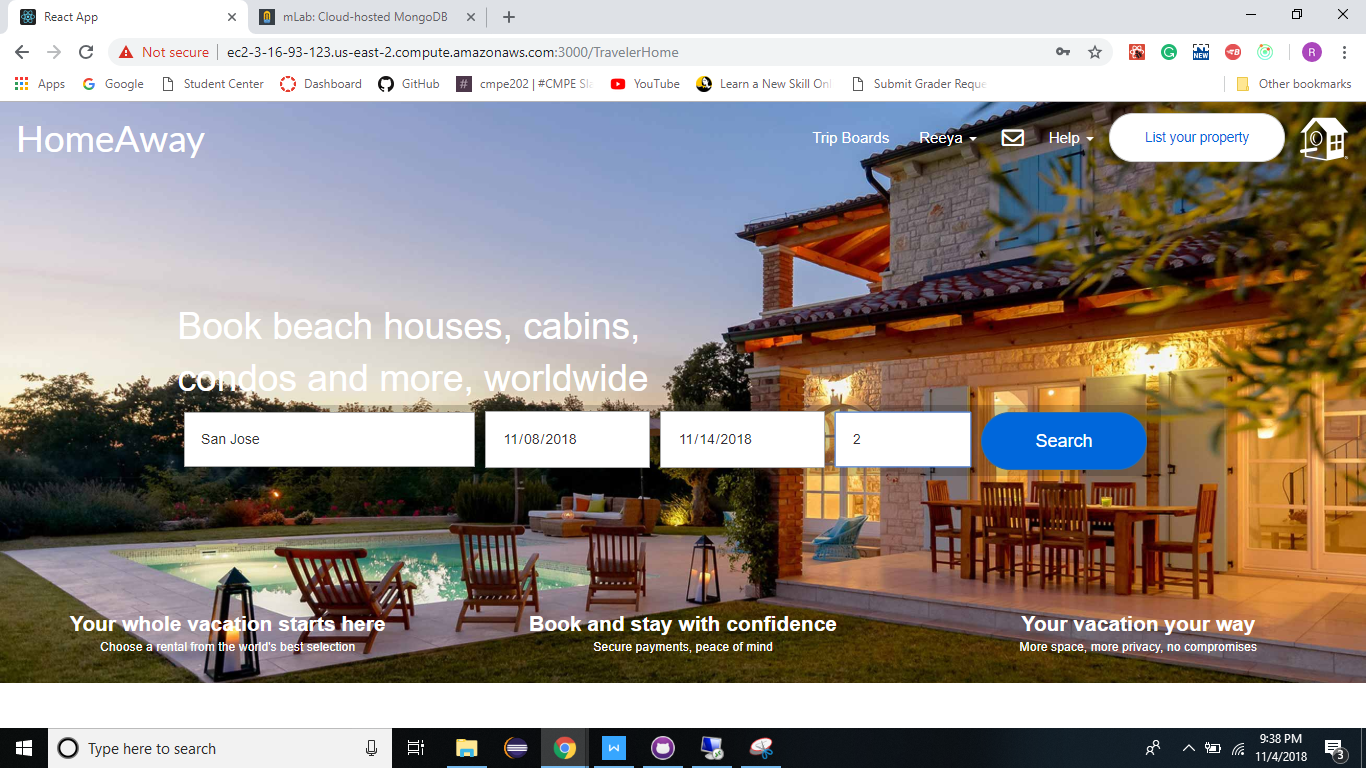 React App
mLab: Cloud-hosted MongoDB
Not secure
ec2-3-16-93-123.us-east-2.compute.amazonaws.com:3000/TravelerHome
NEW
R
Apps
Google
Student Center
Dashboard
GitHub
cmpe202 | #CMPE Sla
YouTube
Learn a New Skill Onl
Submit Grader Reque
Other bookmarks
HomeAway
Trip Boards
Reeya
Help
List your property
Book beach houses, cabins,
condos and more, worldwide
San Jose
11/08/2018
11/14/2018
2
Search
Your whole vacation starts here
Choose a rental from the world's best selection
Book and stay with confidence
Secure payments, peace of mind
Your vacation your way
More space, more privacy, no compromises
Type here to search
9:38 PM
11/4/2018
3